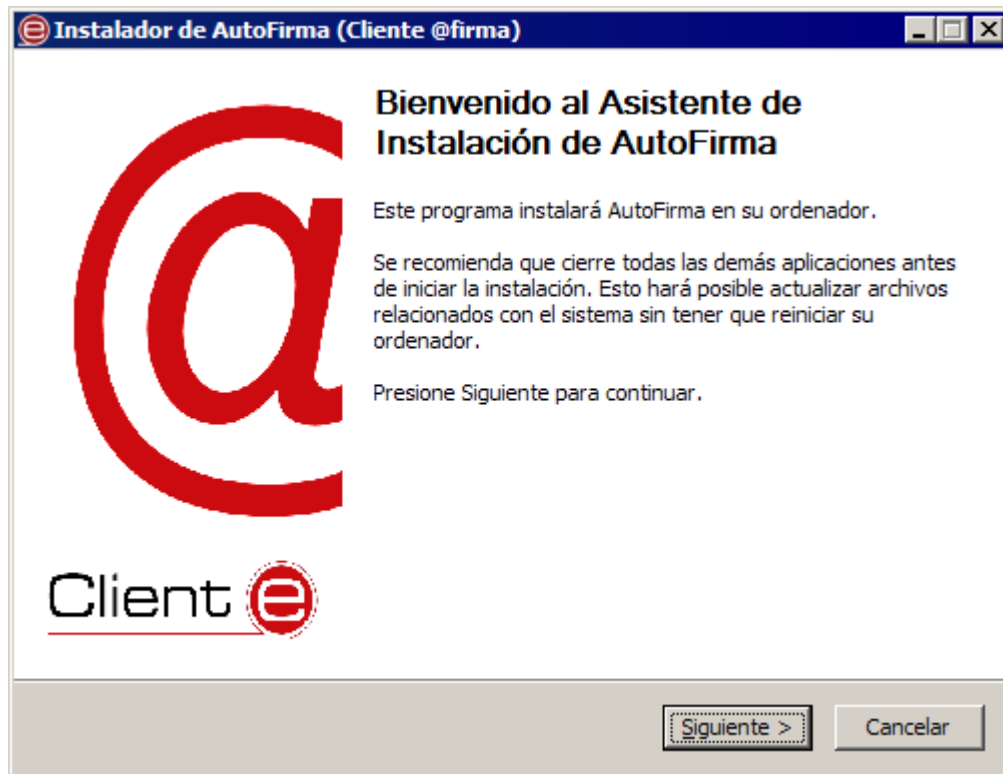 Instalador de AutoFirma (Cliente @firma)
Bienvenido al Asistente de
Instalación de AutoFirma
Este programa instalará AutoFirma en su ordenador.
Se recomienda que cierre todas las demás aplicaciones antes
de iniciar la instalación. Esto hará posible actualizar archivos
relacionados con el sistema sin tener que reiniciar su
ordenador.
Presione Siguiente para continuar.
@
Client e
Siguiente >
Cancelar